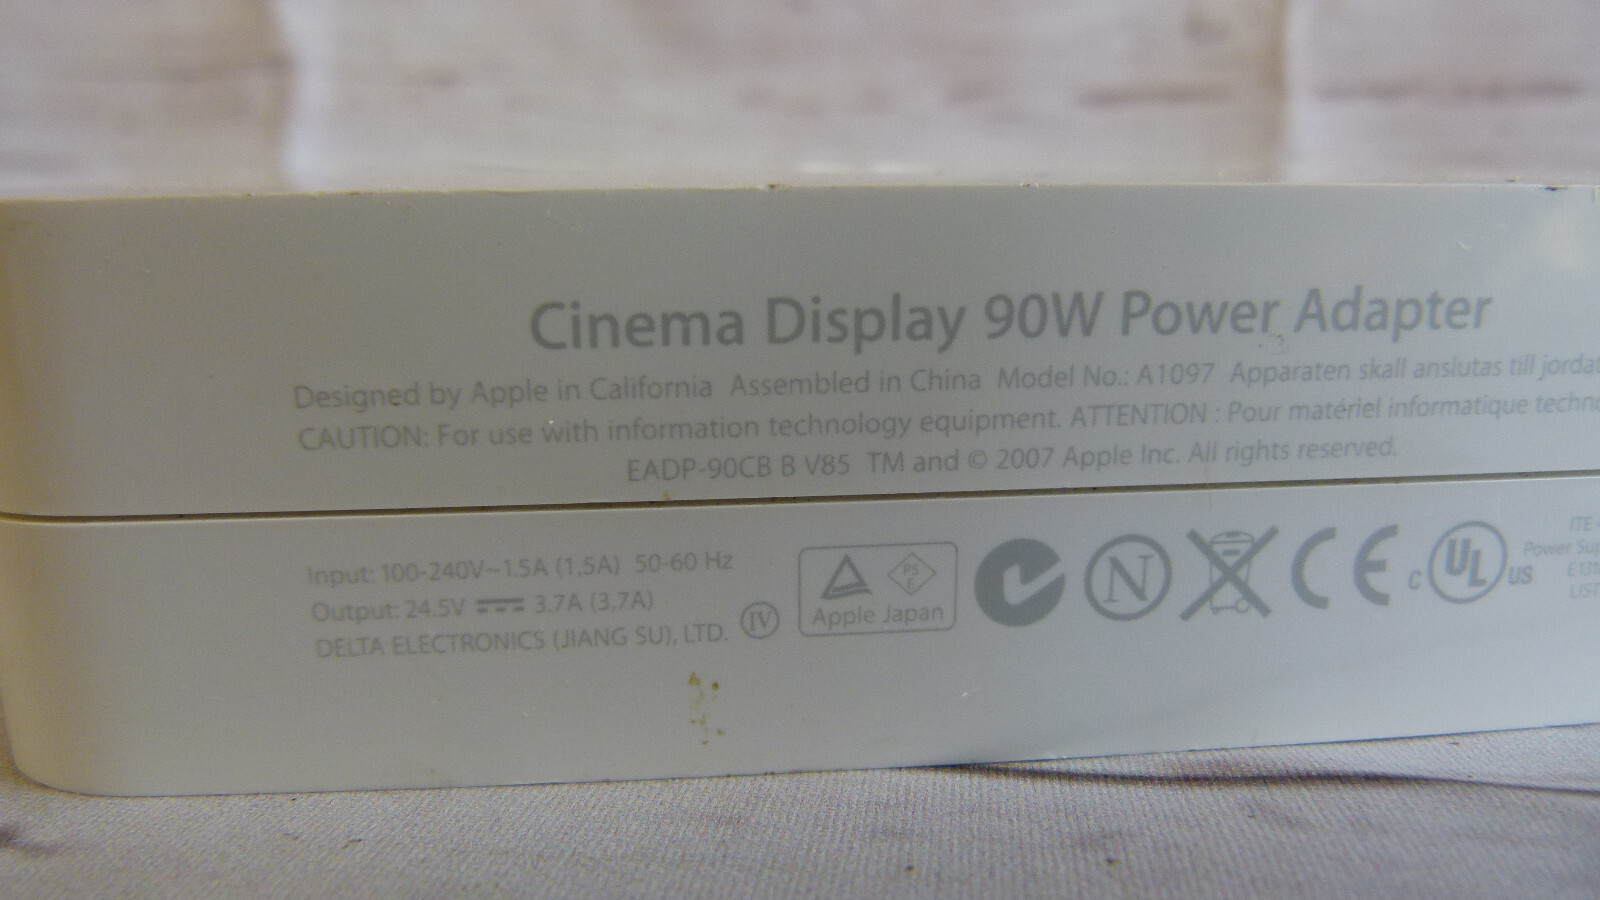 Cinema Display 90W Power Adapter
Designed by Apple in California Assembled in China Model No.: A1097 Apparaten skall anslutas till jordat
CAUTION: For use with information technology equipment. ATTENTION : Pour matériel informatique techno
EADP-90CB B V85 TM and © 2007 Apple Inc. All rights reserved.
Input: 100-240V~1.5A (1,5A) 50-60 Hz
Output: 24.5V ⎓ 3.7A (3,7A)
DELTA ELECTRONICS (JIANG SU), LTD.
IV
PS
E
Apple Japan
N
CE
c UL US
ITE
Power Sup
LIST